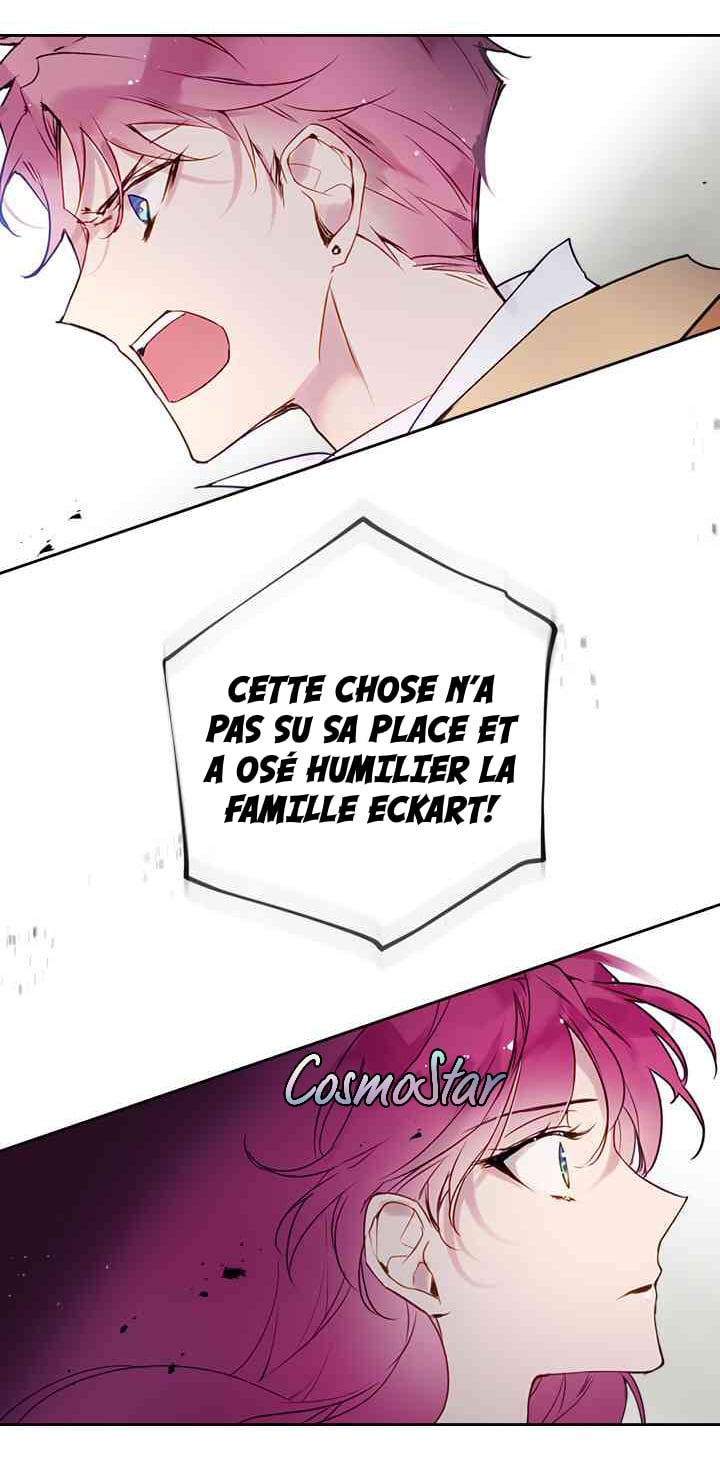 CETTE CHOSE N'A
PAS SU SA PLACE ET
A OSÉ HUMILIER LA
FAMILLE ECKART!
CosmoStar